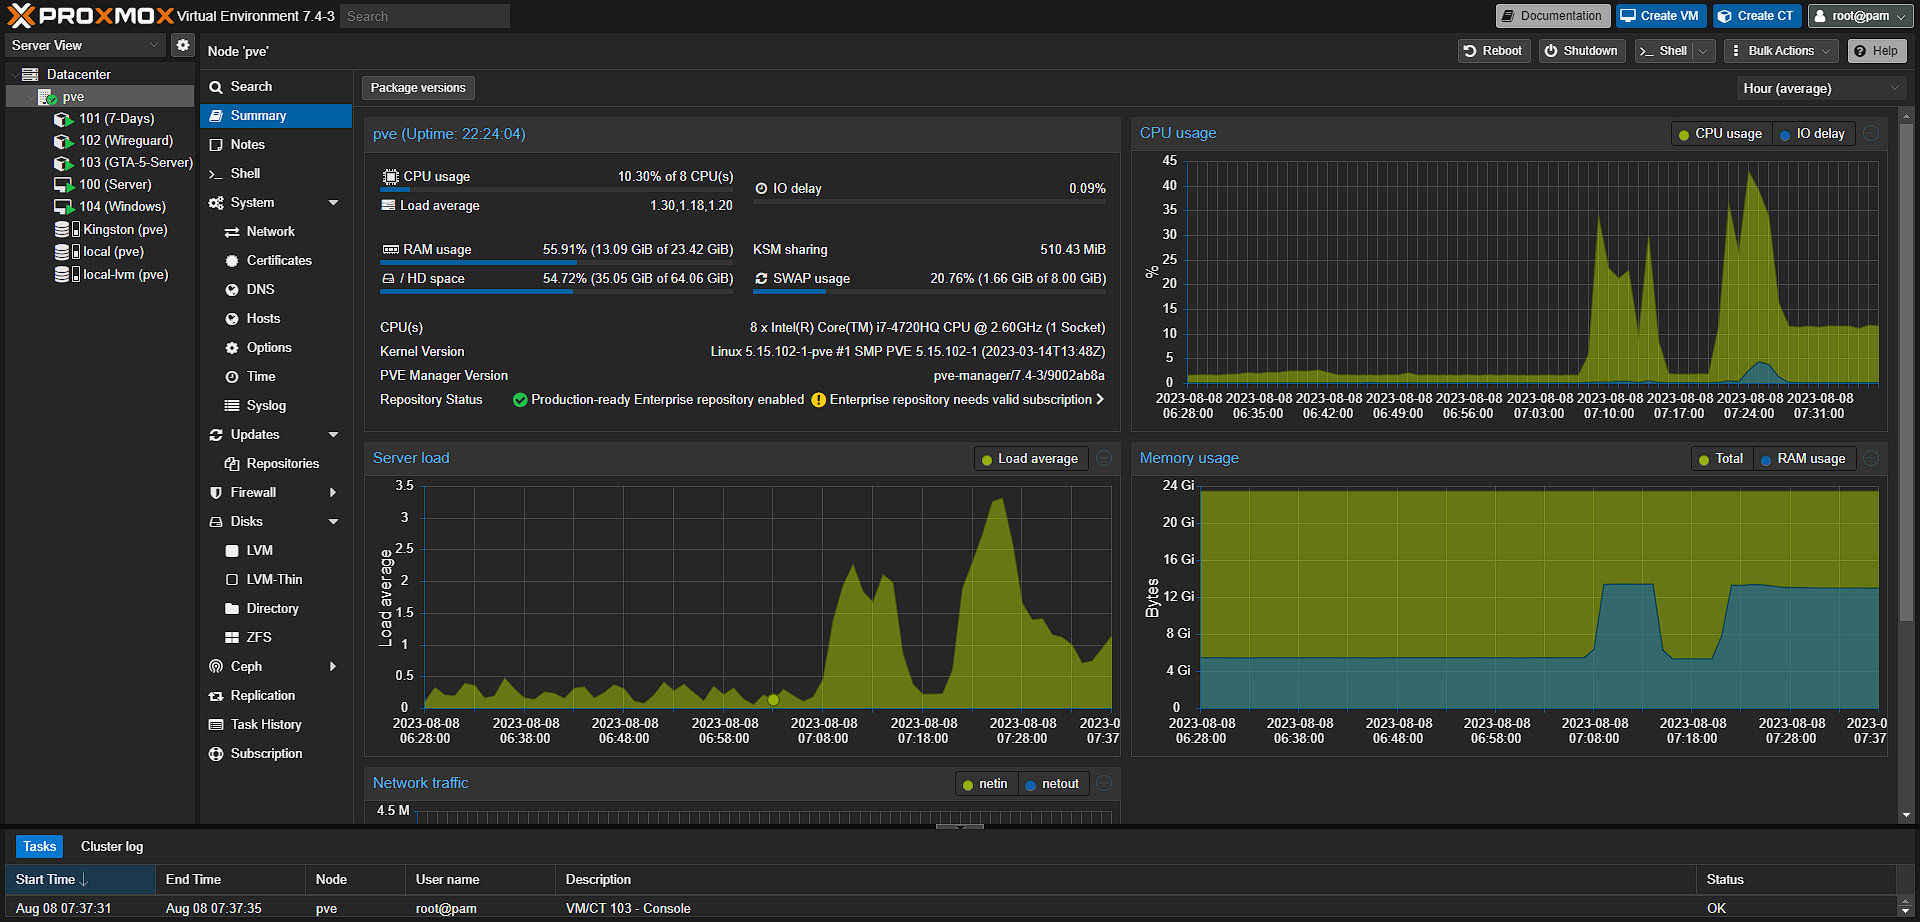 PROXMOX Virtual Environment 7.4-3 Search Documentation Create VM Create CT root@pam
Server View
Node 'pve' Reboot Shutdown Shell Bulk Actions Help
Datacenter
pve
101 (7-Days)
102 (Wireguard)
103 (GTA-5-Server)
100 (Server)
104 (Windows)
Kingston (pve)
local (pve)
local-lvm (pve)
Search
Summary
Notes
Shell
System
Network
Certificates
DNS
Hosts
Options
Time
Syslog
Updates
Repositories
Firewall
Disks
LVM
LVM-Thin
Directory
ZFS
Ceph
Replication
Task History
Subscription
Package versions Hour (average)
pve (Uptime: 22:24:04)
CPU usage 10.30% of 8 CPU(s)
IO delay 0.09%
Load average 1.30,1.18,1.20
RAM usage 55.91% (13.09 GiB of 23.42 GiB)
KSM sharing 510.43 MiB
/ HD space 54.72% (35.05 GiB of 64.06 GiB)
SWAP usage 20.76% (1.66 GiB of 8.00 GiB)
CPU(s) 8 x Intel(R) Core(TM) i7-4720HQ CPU @ 2.60GHz (1 Socket)
Kernel Version Linux 5.15.102-1-pve #1 SMP PVE 5.15.102-1 (2023-03-14T13:48Z)
PVE Manager Version pve-manager/7.4-3/9002ab8a
Repository Status Production-ready Enterprise repository enabled Enterprise repository needs valid subscription
CPU usage CPU usage IO delay
45
40
35
30
25
20
15
10
5
0
%
2023-08-08 2023-08-08 2023-08-08 2023-08-08 2023-08-08 2023-08-08 2023-08-08 2023-08-08 2023-08-08 2023-08-08
06:28:00 06:35:00 06:42:00 06:49:00 06:56:00 07:03:00 07:10:00 07:17:00 07:24:00 07:31:00
Server load Load average
3.5
3
2.5
2
1.5
1
0.5
0
Load average
2023-08-08 2023-08-08 2023-08-08 2023-08-08 2023-08-08 2023-08-08 2023-08-08 2023-0
06:28:00 06:38:00 06:48:00 06:58:00 07:08:00 07:18:00 07:28:00 07:37
Memory usage Total RAM usage
24 Gi
20 Gi
16 Gi
12 Gi
8 Gi
4 Gi
0
Bytes
2023-08-08 2023-08-08 2023-08-08 2023-08-08 2023-08-08 2023-08-08 2023-08-08 2023-0
06:28:00 06:38:00 06:48:00 06:58:00 07:08:00 07:18:00 07:28:00 07:37
Network traffic netin netout
4.5 M
Tasks Cluster log
Start Time End Time Node User name Description Status
Aug 08 07:37:31 Aug 08 07:37:35 pve root@pam VM/CT 103 - Console OK